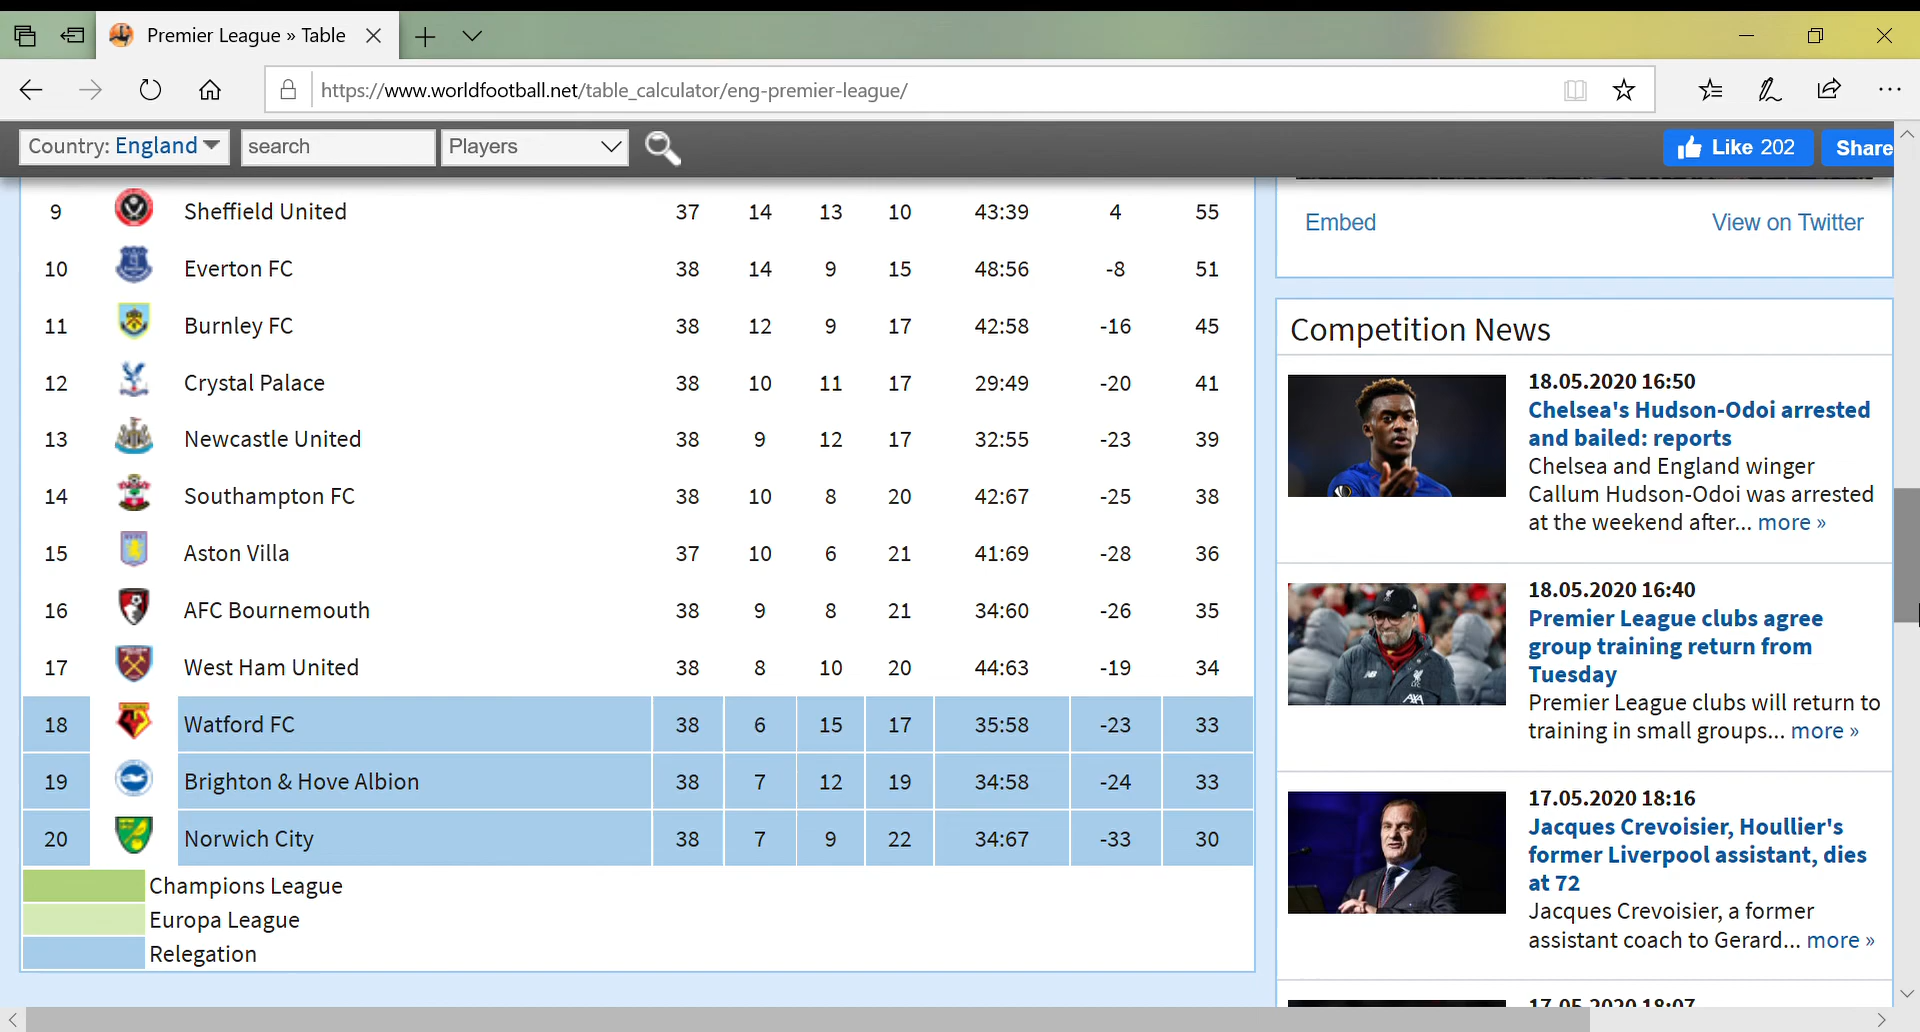 Premier League » Table
https://www.worldfootball.net/table_calculator/eng-premier-league/
Country: England search Players Like 202 Share
9 Sheffield United 37 14 13 10 43:39 4 55
10 Everton FC 38 14 9 15 48:56 -8 51
11 Burnley FC 38 12 9 17 42:58 -16 45
12 Crystal Palace 38 10 11 17 29:49 -20 41
13 Newcastle United 38 9 12 17 32:55 -23 39
14 Southampton FC 38 10 8 20 42:67 -25 38
15 Aston Villa 37 10 6 21 41:69 -28 36
16 AFC Bournemouth 38 9 8 21 34:60 -26 35
17 West Ham United 38 8 10 20 44:63 -19 34
18 Watford FC 38 6 15 17 35:58 -23 33
19 Brighton & Hove Albion 38 7 12 19 34:58 -24 33
20 Norwich City 38 7 9 22 34:67 -33 30
Champions League
Europa League
Relegation
Embed View on Twitter
Competition News
18.05.2020 16:50
Chelsea's Hudson-Odoi arrested
and bailed: reports
Chelsea and England winger
Callum Hudson-Odoi was arrested
at the weekend after... more »
18.05.2020 16:40
Premier League clubs agree
group training return from
Tuesday
Premier League clubs will return to
training in small groups... more »
17.05.2020 18:16
Jacques Crevoisier, Houllier's
former Liverpool assistant, dies
at 72
Jacques Crevoisier, a former
assistant coach to Gerard... more »
17.05.2020 18:07